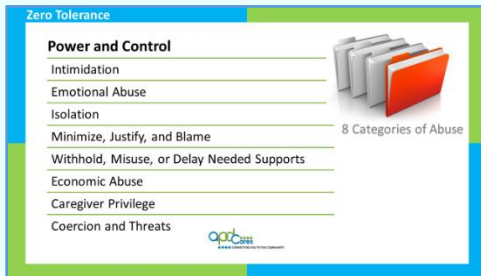 Zero Tolerance
Power and Control
Intimidation
Emotional Abuse
Isolation
Minimize, Justify, and Blame
Withhold, Misuse, or Delay Needed Supports
Economic Abuse
Caregiver Privilege
Coercion and Threats
8 Categories of Abuse
apd Cares